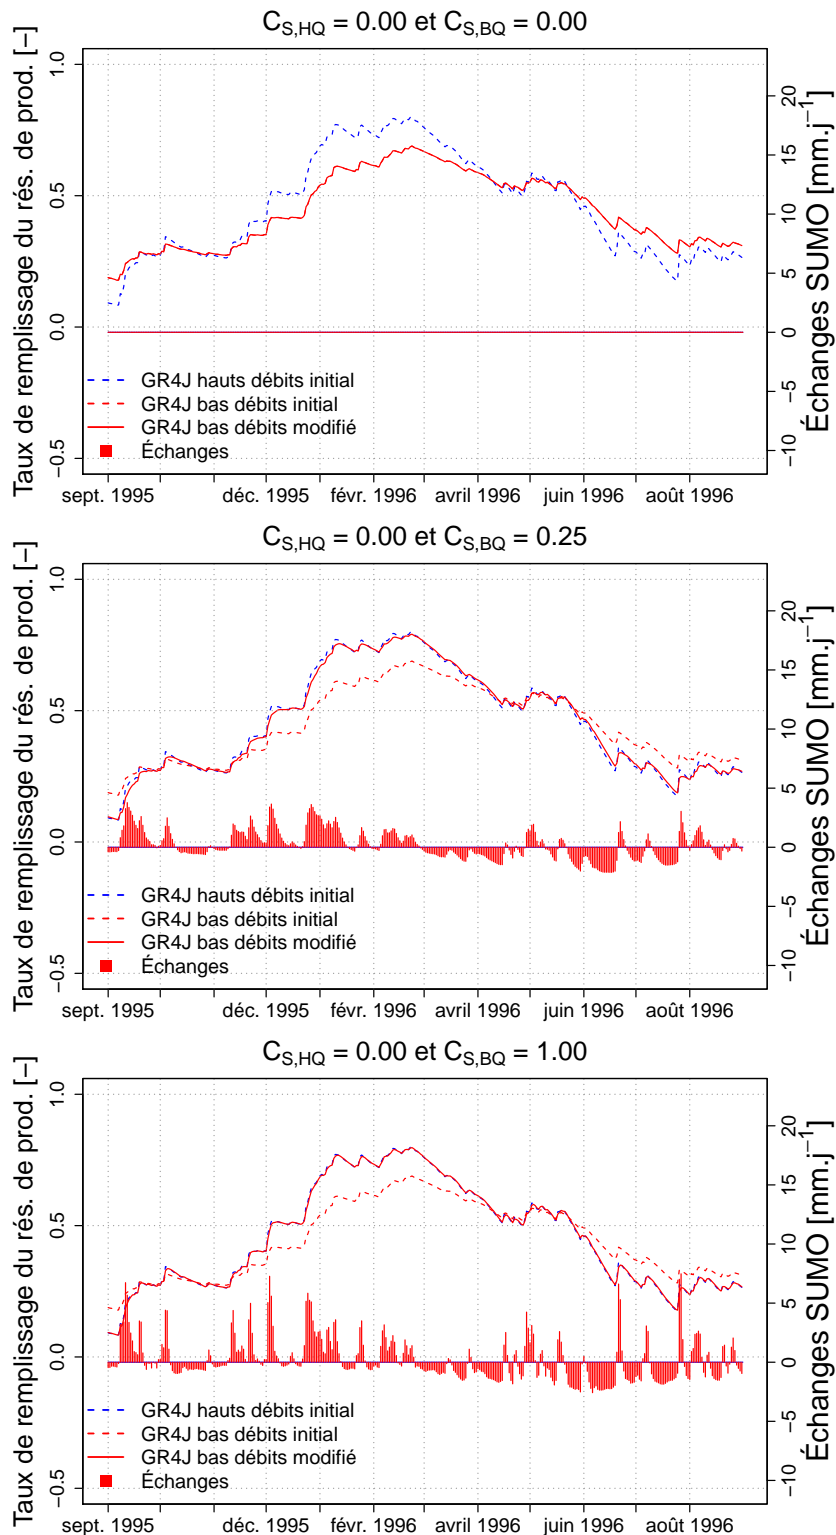 C_S,HQ = 0.00 et C_S,BQ = 0.00
Taux de remplissage du rés. de prod. [−]
1.0
0.5
0.0
−0.5
20
15
10
5
0
−5
−10
Échanges SUMO [mm.j⁻¹]
GR4J hauts débits initial
GR4J bas débits initial
GR4J bas débits modifié
Échanges
sept. 1995 déc. 1995 févr. 1996 avril 1996 juin 1996 août 1996
C_S,HQ = 0.00 et C_S,BQ = 0.25
Taux de remplissage du rés. de prod. [−]
1.0
0.5
0.0
−0.5
20
15
10
5
0
−5
−10
Échanges SUMO [mm.j⁻¹]
GR4J hauts débits initial
GR4J bas débits initial
GR4J bas débits modifié
Échanges
sept. 1995 déc. 1995 févr. 1996 avril 1996 juin 1996 août 1996
C_S,HQ = 0.00 et C_S,BQ = 1.00
Taux de remplissage du rés. de prod. [−]
1.0
0.5
0.0
−0.5
20
15
10
5
0
−5
−10
Échanges SUMO [mm.j⁻¹]
GR4J hauts débits initial
GR4J bas débits initial
GR4J bas débits modifié
Échanges
sept. 1995 déc. 1995 févr. 1996 avril 1996 juin 1996 août 1996